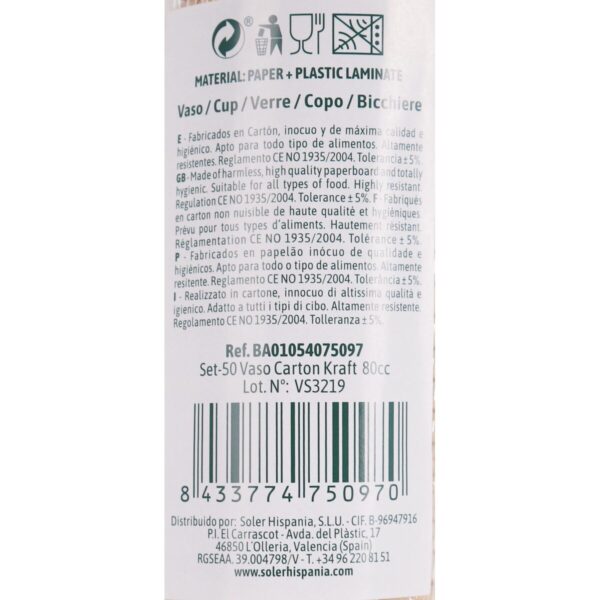 ®
MATERIAL: PAPER + PLASTIC LAMINATE
Vaso / Cup / Verre / Copo / Bicchiere
E - Fabricados en Cartón, inocuo y de máxima calidad e
higiénico. Apto para todo tipo de alimentos. Altamente
resistentes. Reglamento CE NO 1935/2004. Tolerancia ± 5%.
GB - Made of harmless, high quality paperboard and totally
hygienic. Suitable for all types of food. Highly resistant.
Regulation CE NO 1935/2004. Tolerance ± 5%. F - Fabriqués
en carton non nuisible de haute qualité et hygiéniques.
Prévu pour tous types d'aliments. Hautement résistant.
Réglamentation CE NO 1935/2004. Tolérance ± 5%.
P - Fabricados en papelão inócuo de qualidade e
higiénicos. Apto para todo o tipo de alimentos. Altamente
resitente. Reglamento CE NO 1935/2004. Tolerância ± 5%.
I - Realizzato in cartone, innocuo di altissima qualità e
igienico. Adatto a tutti i tipi di cibo. Altamente resistente.
Regolamento CE NO 1935/2004. Tolleranza ± 5%.
Ref. BA01054075097
Set-50 Vaso Carton Kraft 80cc
Lot. Nº: VS3219
8 433774 750970
Distribuido por: Soler Hispania, S.L.U. - CIF. B-96947916
P.I. El Carrascot - Avda. del Plàstic, 17
46850 L'Olleria, Valencia (Spain)
RGSEAA. 39.004798/V - T. +34 96 220 81 51
www.solerhispania.com